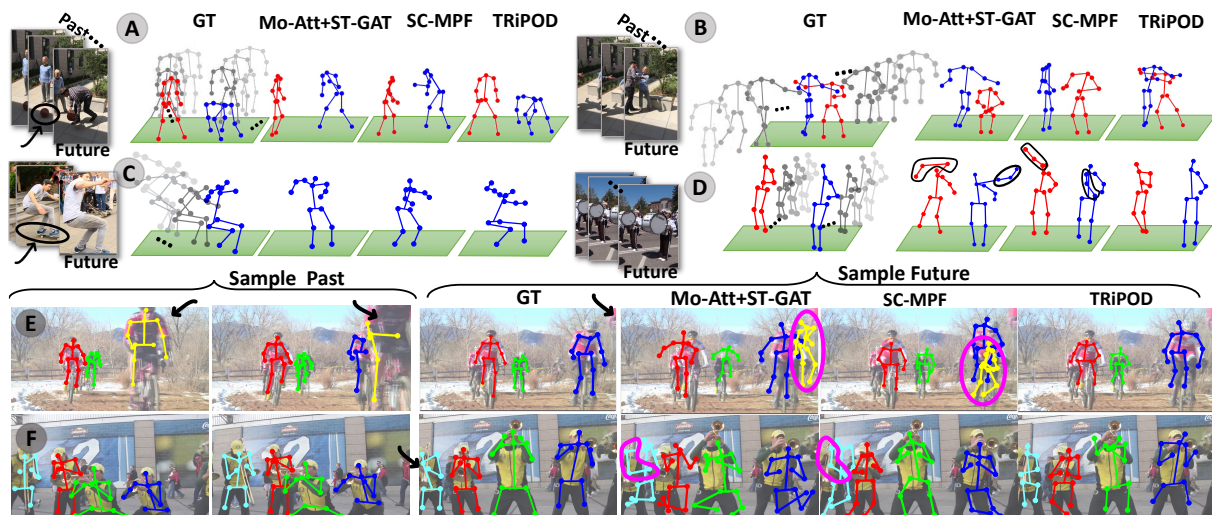 A GT Mo-Att+ST-GAT SC-MPF TRiPOD
Past
Future
B GT Mo-Att+ST-GAT SC-MPF TRiPOD
Past
Future
C
Future
D
Future
Sample Past
Sample Future
GT Mo-Att+ST-GAT SC-MPF TRiPOD
E
F